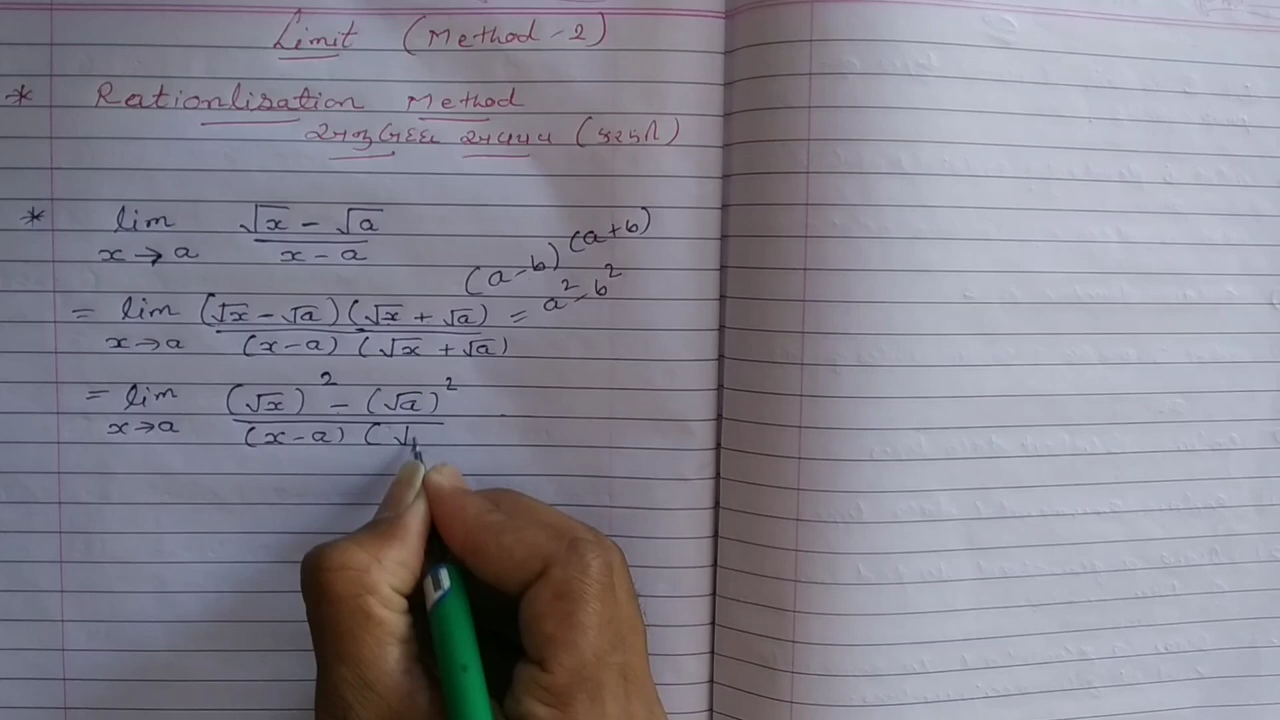 Limit (Method-2)
* Rationlisation Method
* lim √x - √a
x→a x-a
(a-b)(a+b)
= lim (√x - √a)(√x + √a) = a²-b²
x→a (x-a) (√x + √a)
= lim (√x)² - (√a)²
x→a (x-a) (√